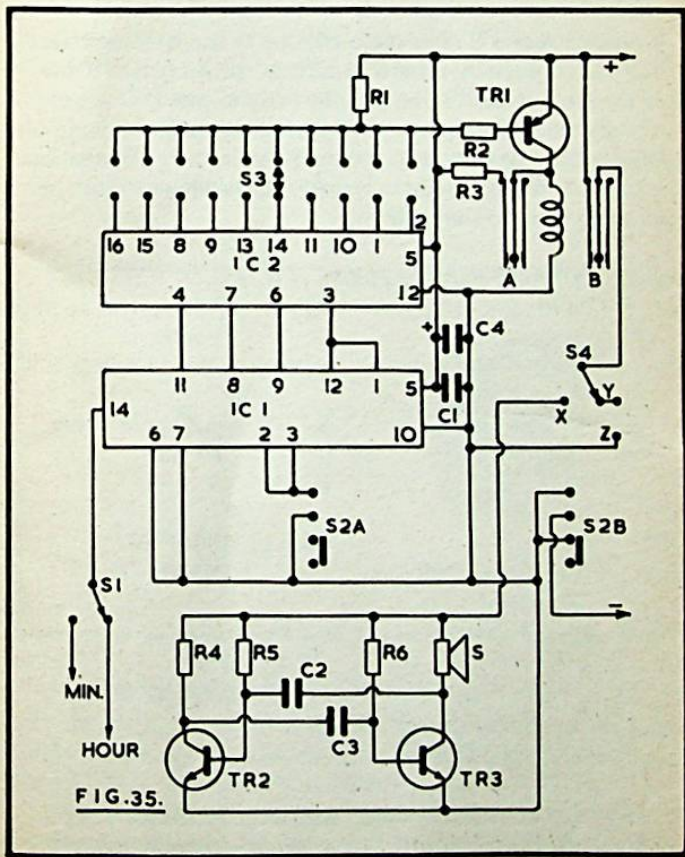 +
R1
TR1
R2
S3
R3
16 15 8 9 13 14 11 10 1 2
IC 2
5
12
4 7 6 3
A
B
+
C4
S4
11 8 9 12 1
IC 1
5
C1
X
Y
14
10
Z
6 7 2 3
S2A
S2B
S1
−
R4
R5
R6
S
C2
MIN.
C3
HOUR
TR2
TR3
FIG.35.